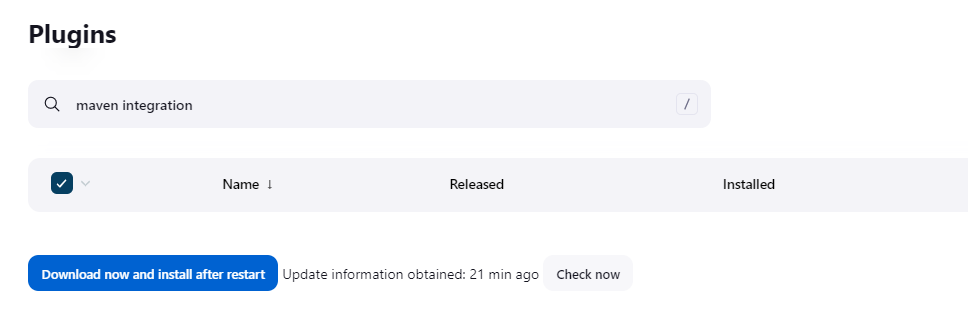 Plugins
maven integration /
Name ↓ Released Installed
Download now and install after restart Update information obtained: 21 min ago Check now